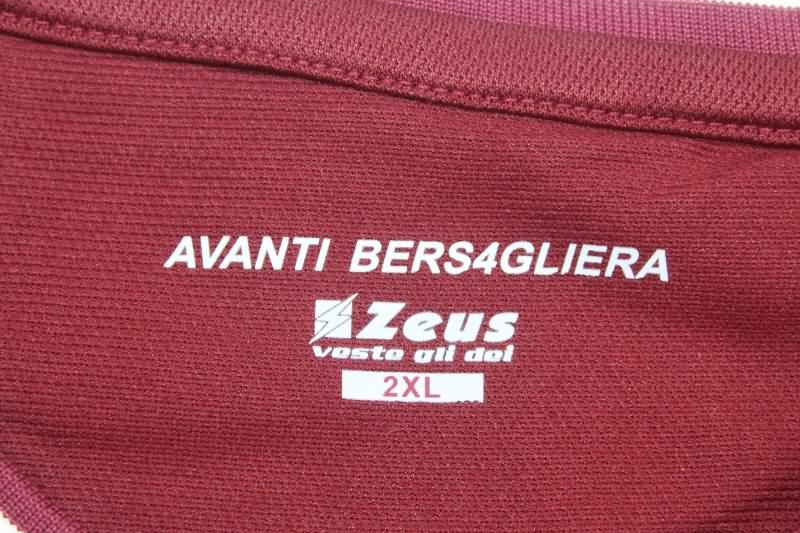 AVANTI BERS4GLIERA
Zeus
veste gli dei
2XL